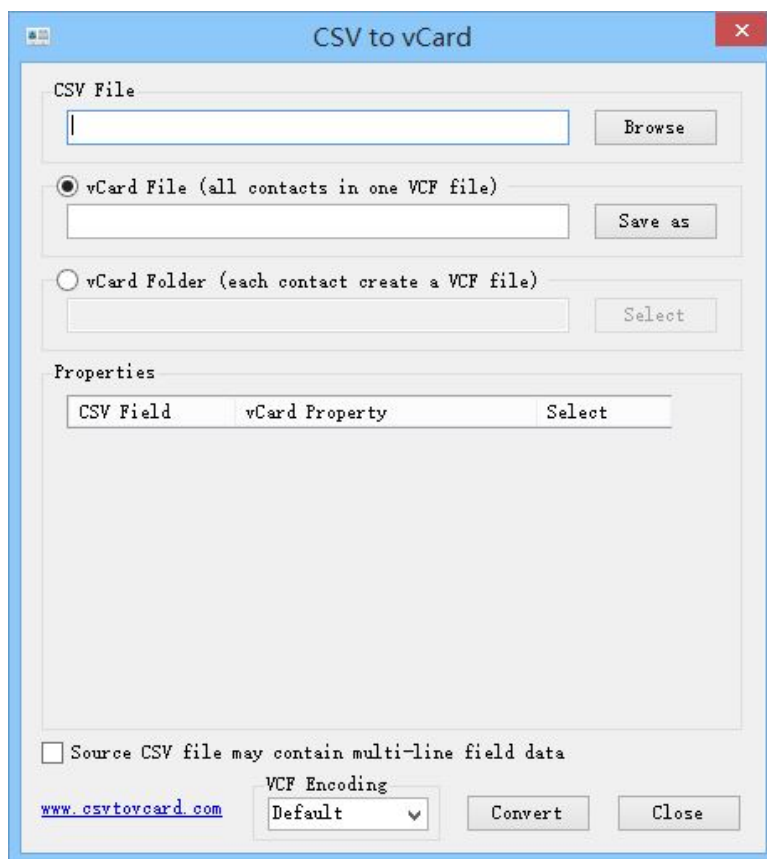 CSV to vCard
CSV File
Browse
vCard File (all contacts in one VCF file)
Save as
vCard Folder (each contact create a VCF file)
Select
Properties
CSV Field vCard Property Select
Source CSV file may contain multi-line field data
VCF Encoding
www.csvtovcard.com Default Convert Close